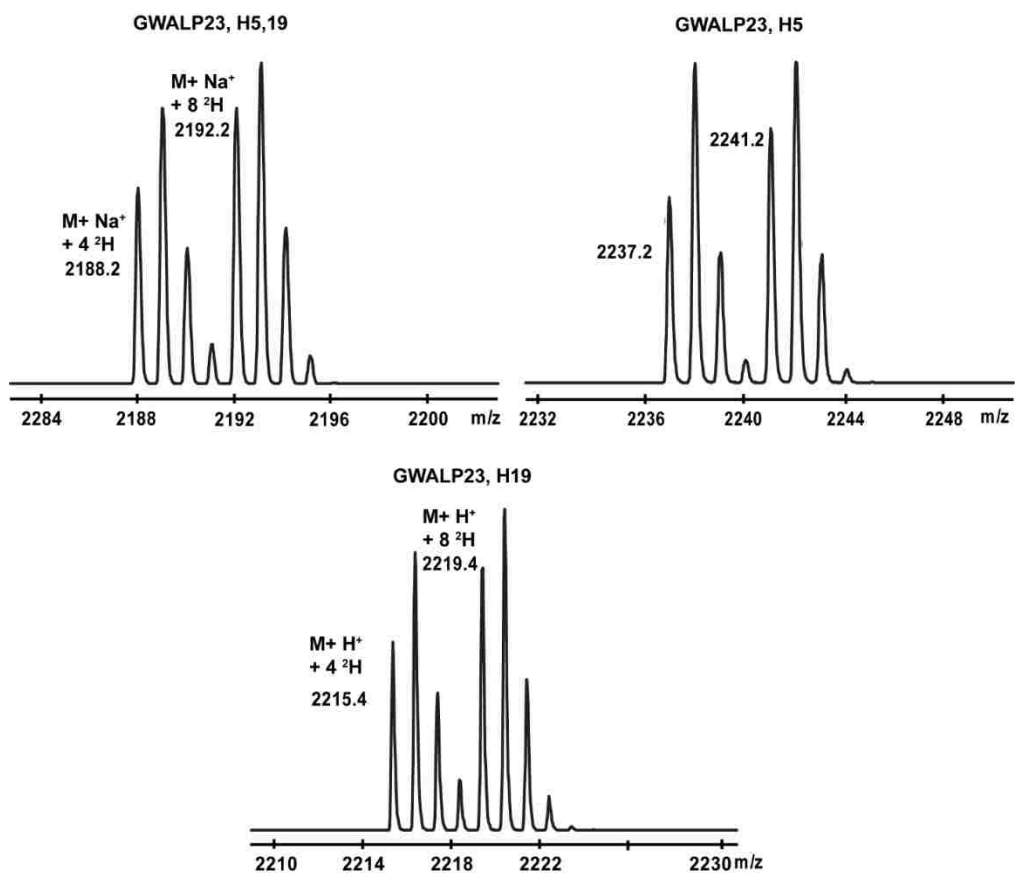 GWALP23, H5,19
M+ Na⁺
+ 8 ²H
2192.2
M+ Na⁺
+ 4 ²H
2188.2
2284 2188 2192 2196 2200 m/z
GWALP23, H5
2241.2
2237.2
2232 2236 2240 2244 2248 m/z
GWALP23, H19
M+ H⁺
+ 8 ²H
2219.4
M+ H⁺
+ 4 ²H
2215.4
2210 2214 2218 2222 2230 m/z